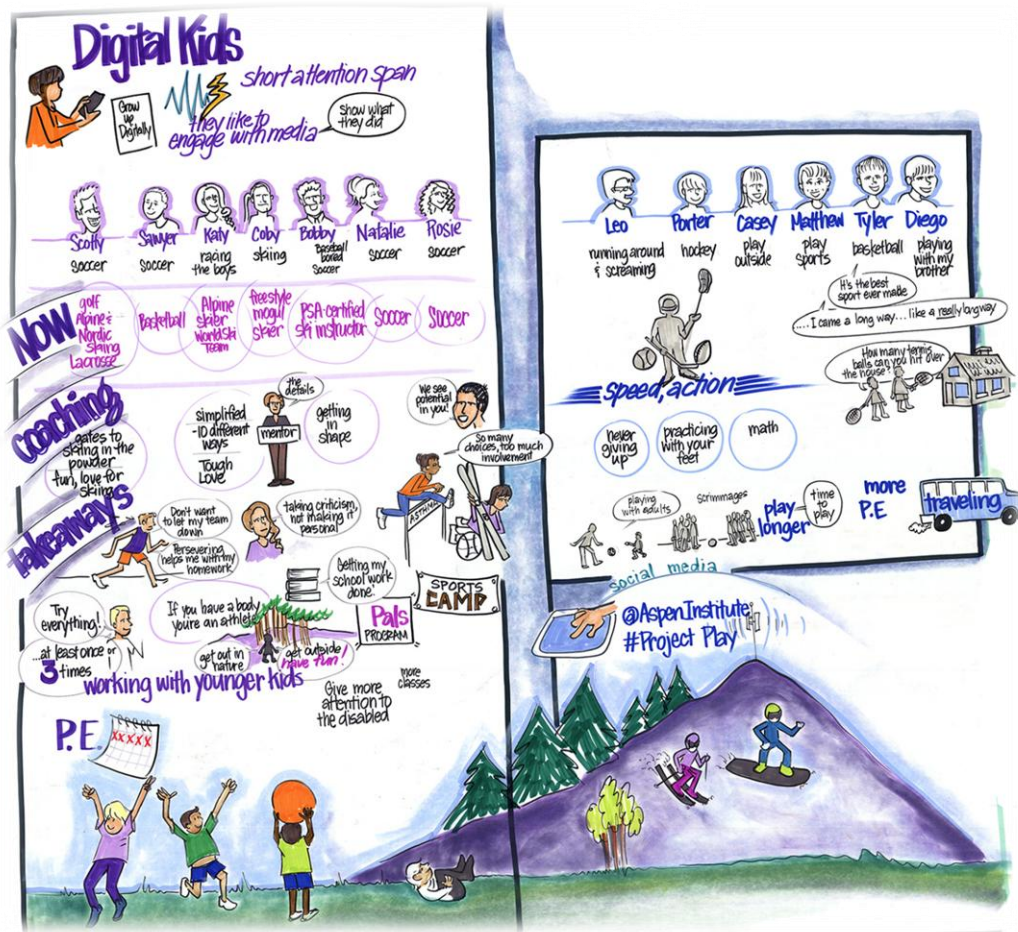 Digital Kids
short attention span
Grow
up
Digitally
they like to
engage with media
show what
they did
Scotty
soccer
Sawyer
soccer
Katy
racing
the boys
Coby
skiing
Bobby
Baseball
bored
soccer
Natalie
soccer
Rosie
soccer
NOW
golf
Alpine &
Nordic
Skiing
Lacrosse
Basketball
Alpine
skier
World Ski
Team
freestyle
mogul
skier
PSA-certified
ski instructor
Soccer
Soccer
coaching
gates to
skiing in the
powder
fun, love for
skiing
simplified
-10 different
ways
Tough
Love
the
details
mentor
getting
in
shape
We see
potential
in you!
So many
choices, too much
involvement
ASTHMA
takeaways
Don't want
to let my team
down
Persevering
helps me with my
homework
taking criticism,
not making it
personal
Getting my
school work
done.
SPORTS
CAMP
Pals
PROGRAM
Try
everything!
...at least once or
3 times
If you have a body
you're an athlete
get out in
nature
get outside
have fun!
working with younger kids
Give more
attention to
the disabled
more
classes
P.E.
XXXXX
Leo
running around
& screaming
Porter
hockey
Casey
play
outside
Matthew
play
sports
Tyler
basketball
Diego
playing
with my
brother
It's the best
sport ever made
....I came a long way... like a really long way
How many tennis
balls can you hit over
the house?
speed, action
never
giving
up
practicing
with your
feet
math
playing
with adults
scrimmages
play
longer
time
to
play
more
P.E
traveling
social media
@AspenInstitute
#Project Play